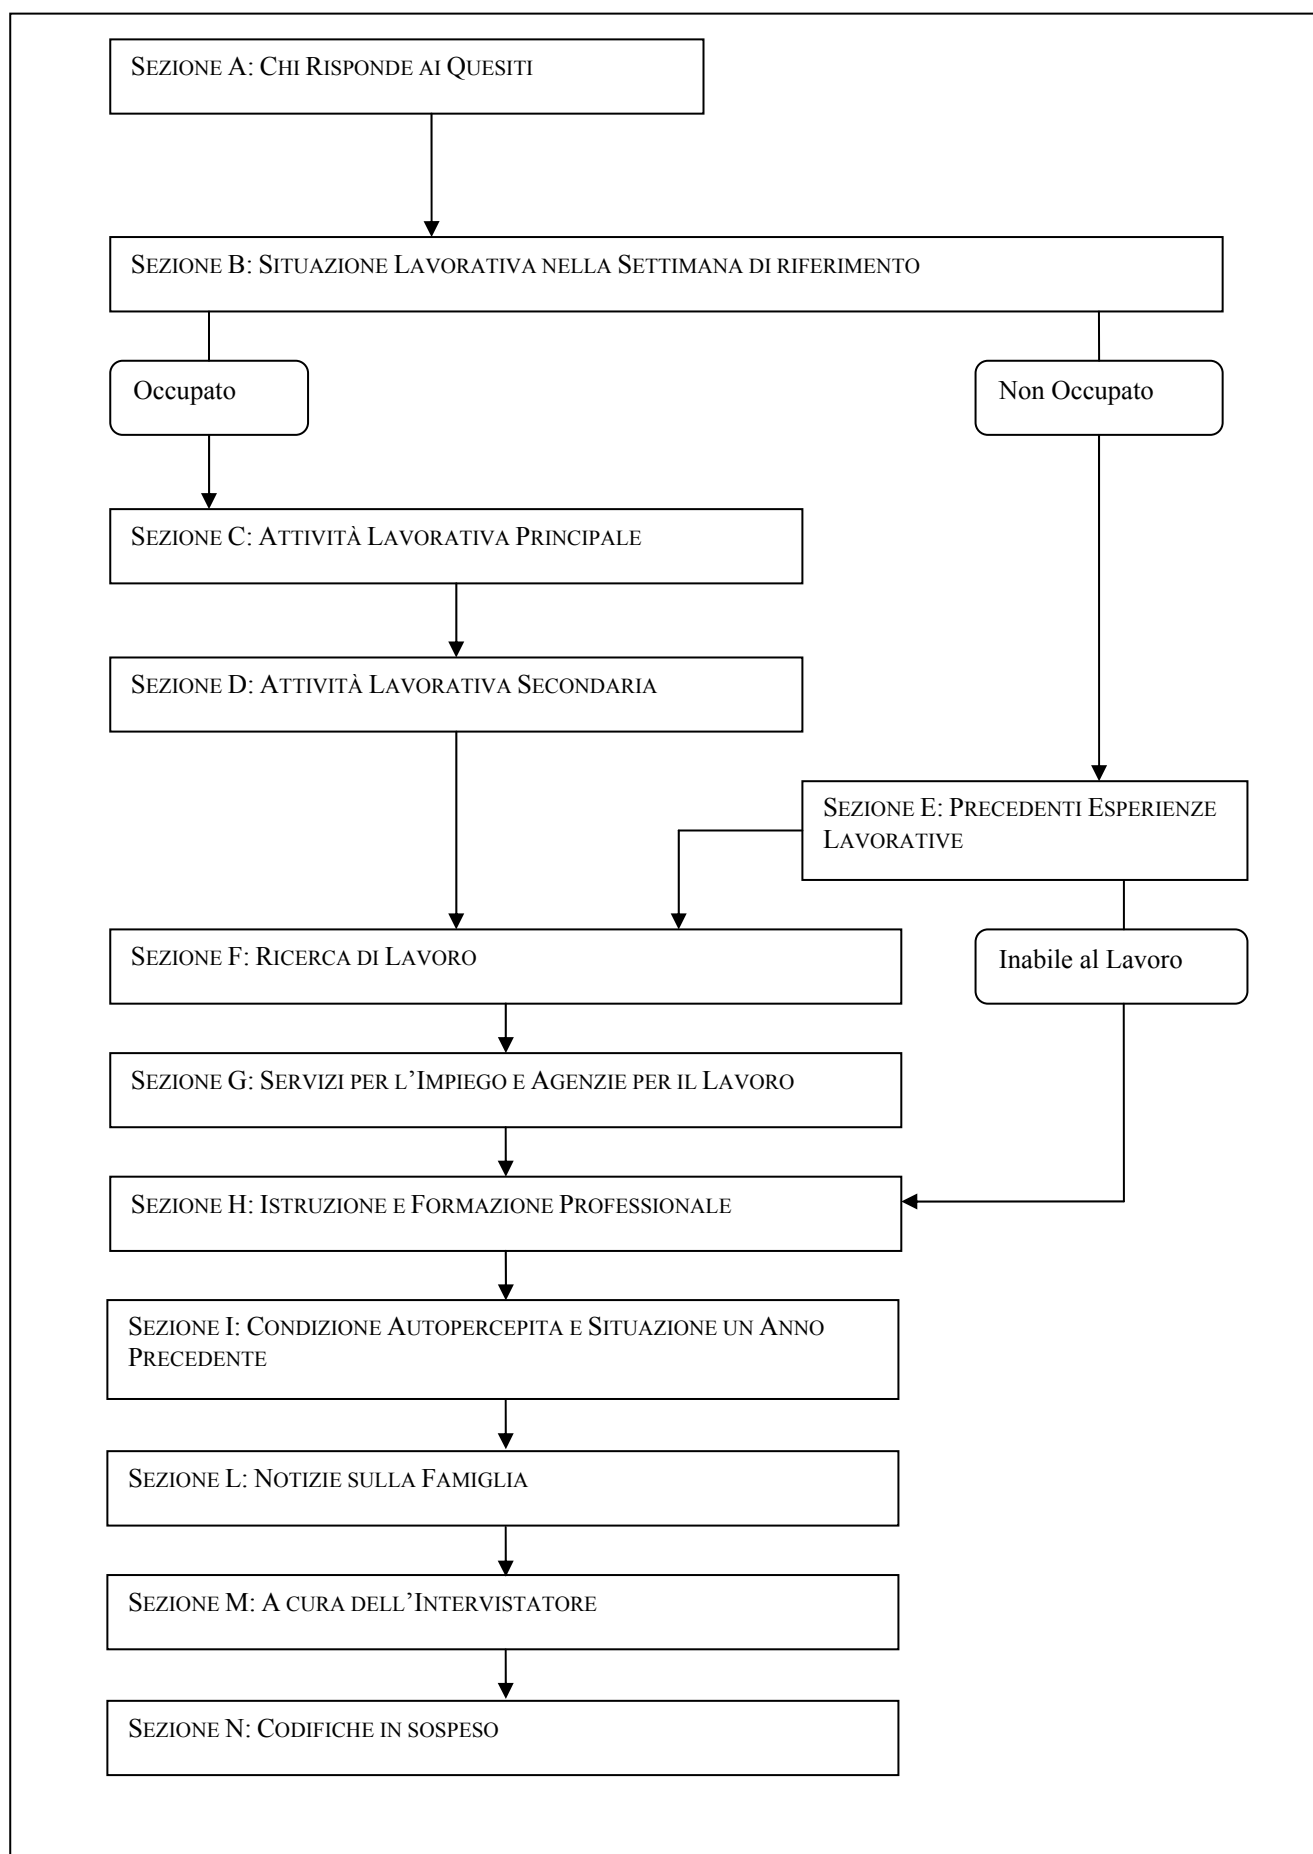 SEZIONE A: CHI RISPONDE AI QUESITI
SEZIONE B: SITUAZIONE LAVORATIVA NELLA SETTIMANA DI RIFERIMENTO
Occupato
Non Occupato
SEZIONE C: ATTIVITÀ LAVORATIVA PRINCIPALE
SEZIONE D: ATTIVITÀ LAVORATIVA SECONDARIA
SEZIONE E: PRECEDENTI ESPERIENZE
LAVORATIVE
SEZIONE F: RICERCA DI LAVORO
Inabile al Lavoro
SEZIONE G: SERVIZI PER L’IMPIEGO E AGENZIE PER IL LAVORO
SEZIONE H: ISTRUZIONE E FORMAZIONE PROFESSIONALE
SEZIONE I: CONDIZIONE AUTOPERCEPITA E SITUAZIONE UN ANNO
PRECEDENTE
SEZIONE L: NOTIZIE SULLA FAMIGLIA
SEZIONE M: A CURA DELL’INTERVISTATORE
SEZIONE N: CODIFICHE IN SOSPESO